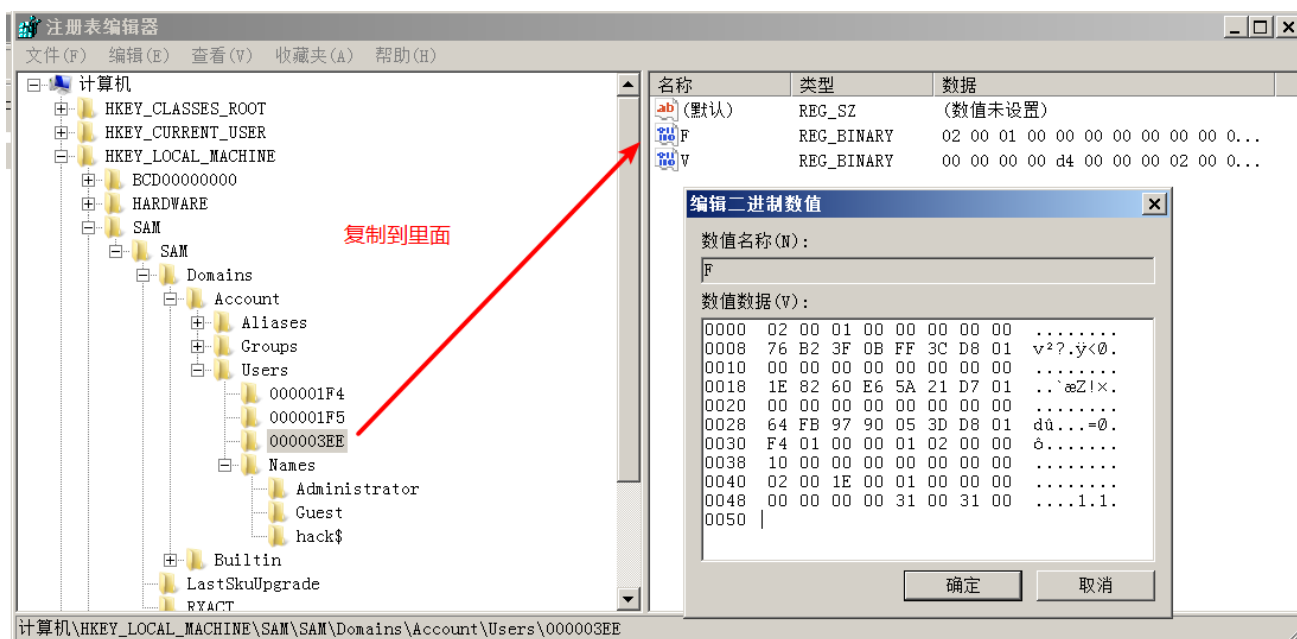 注册表编辑器
文件(F) 编辑(E) 查看(V) 收藏夹(A) 帮助(H)
计算机
HKEY_CLASSES_ROOT
HKEY_CURRENT_USER
HKEY_LOCAL_MACHINE
BCD00000000
HARDWARE
SAM
SAM
Domains
Account
Aliases
Groups
Users
000001F4
000001F5
000003EE
Names
Administrator
Guest
hack$
Builtin
LastSkuUpgrade
RXACT
复制到里面
名称 类型 数据
(默认) REG_SZ (数值未设置)
F REG_BINARY 02 00 01 00 00 00 00 00 00 00 0...
V REG_BINARY 00 00 00 00 d4 00 00 00 02 00 0...
编辑二进制数值
数值名称(N):
F
数值数据(V):
0000 02 00 01 00 00 00 00 00 ........
0008 76 B2 3F 0B FF 3C D8 01 v²?.ÿ<Ø.
0010 00 00 00 00 00 00 00 00 ........
0018 1E 82 60 E6 5A 21 D7 01 ..`æZ!×.
0020 00 00 00 00 00 00 00 00 ........
0028 64 FB 97 90 05 3D D8 01 dû...=Ø.
0030 F4 01 00 00 01 02 00 00 ô.......
0038 10 00 00 00 00 00 00 00 ........
0040 02 00 1E 00 01 00 00 00 ........
0048 00 00 00 00 31 00 31 00 ....1.1.
0050
确定 取消
计算机\HKEY_LOCAL_MACHINE\SAM\SAM\Domains\Account\Users\000003EE